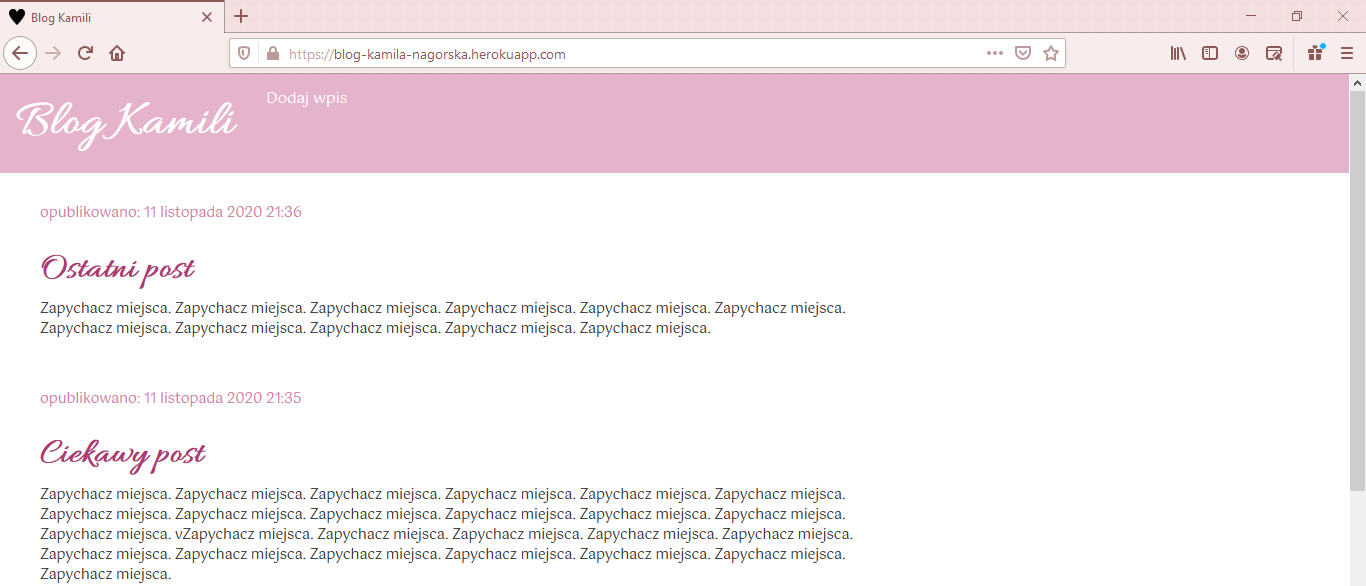 Blog Kamili
https://blog-kamila-nagorska.herokuapp.com
Blog Kamili
Dodaj wpis
opublikowano: 11 listopada 2020 21:36
Ostatni post
Zapychacz miejsca. Zapychacz miejsca. Zapychacz miejsca. Zapychacz miejsca. Zapychacz miejsca. Zapychacz miejsca.
Zapychacz miejsca. Zapychacz miejsca. Zapychacz miejsca. Zapychacz miejsca. Zapychacz miejsca.
opublikowano: 11 listopada 2020 21:35
Ciekawy post
Zapychacz miejsca. Zapychacz miejsca. Zapychacz miejsca. Zapychacz miejsca. Zapychacz miejsca. Zapychacz miejsca.
Zapychacz miejsca. Zapychacz miejsca. Zapychacz miejsca. Zapychacz miejsca. Zapychacz miejsca. Zapychacz miejsca.
Zapychacz miejsca. vZapychacz miejsca. Zapychacz miejsca. Zapychacz miejsca. Zapychacz miejsca. Zapychacz miejsca.
Zapychacz miejsca. Zapychacz miejsca. Zapychacz miejsca. Zapychacz miejsca. Zapychacz miejsca. Zapychacz miejsca.
Zapychacz miejsca.